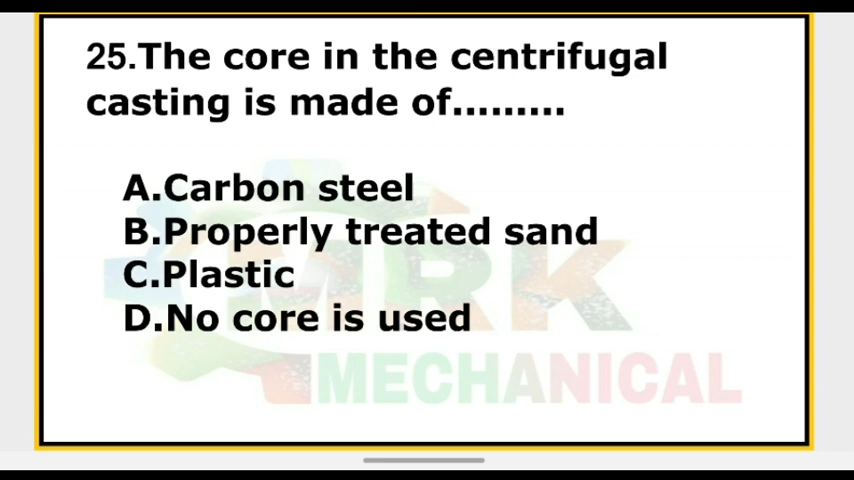 25.The core in the centrifugal
casting is made of.........
A.Carbon steel
B.Properly treated sand
C.Plastic
D.No core is used
MRK
MECHANICAL